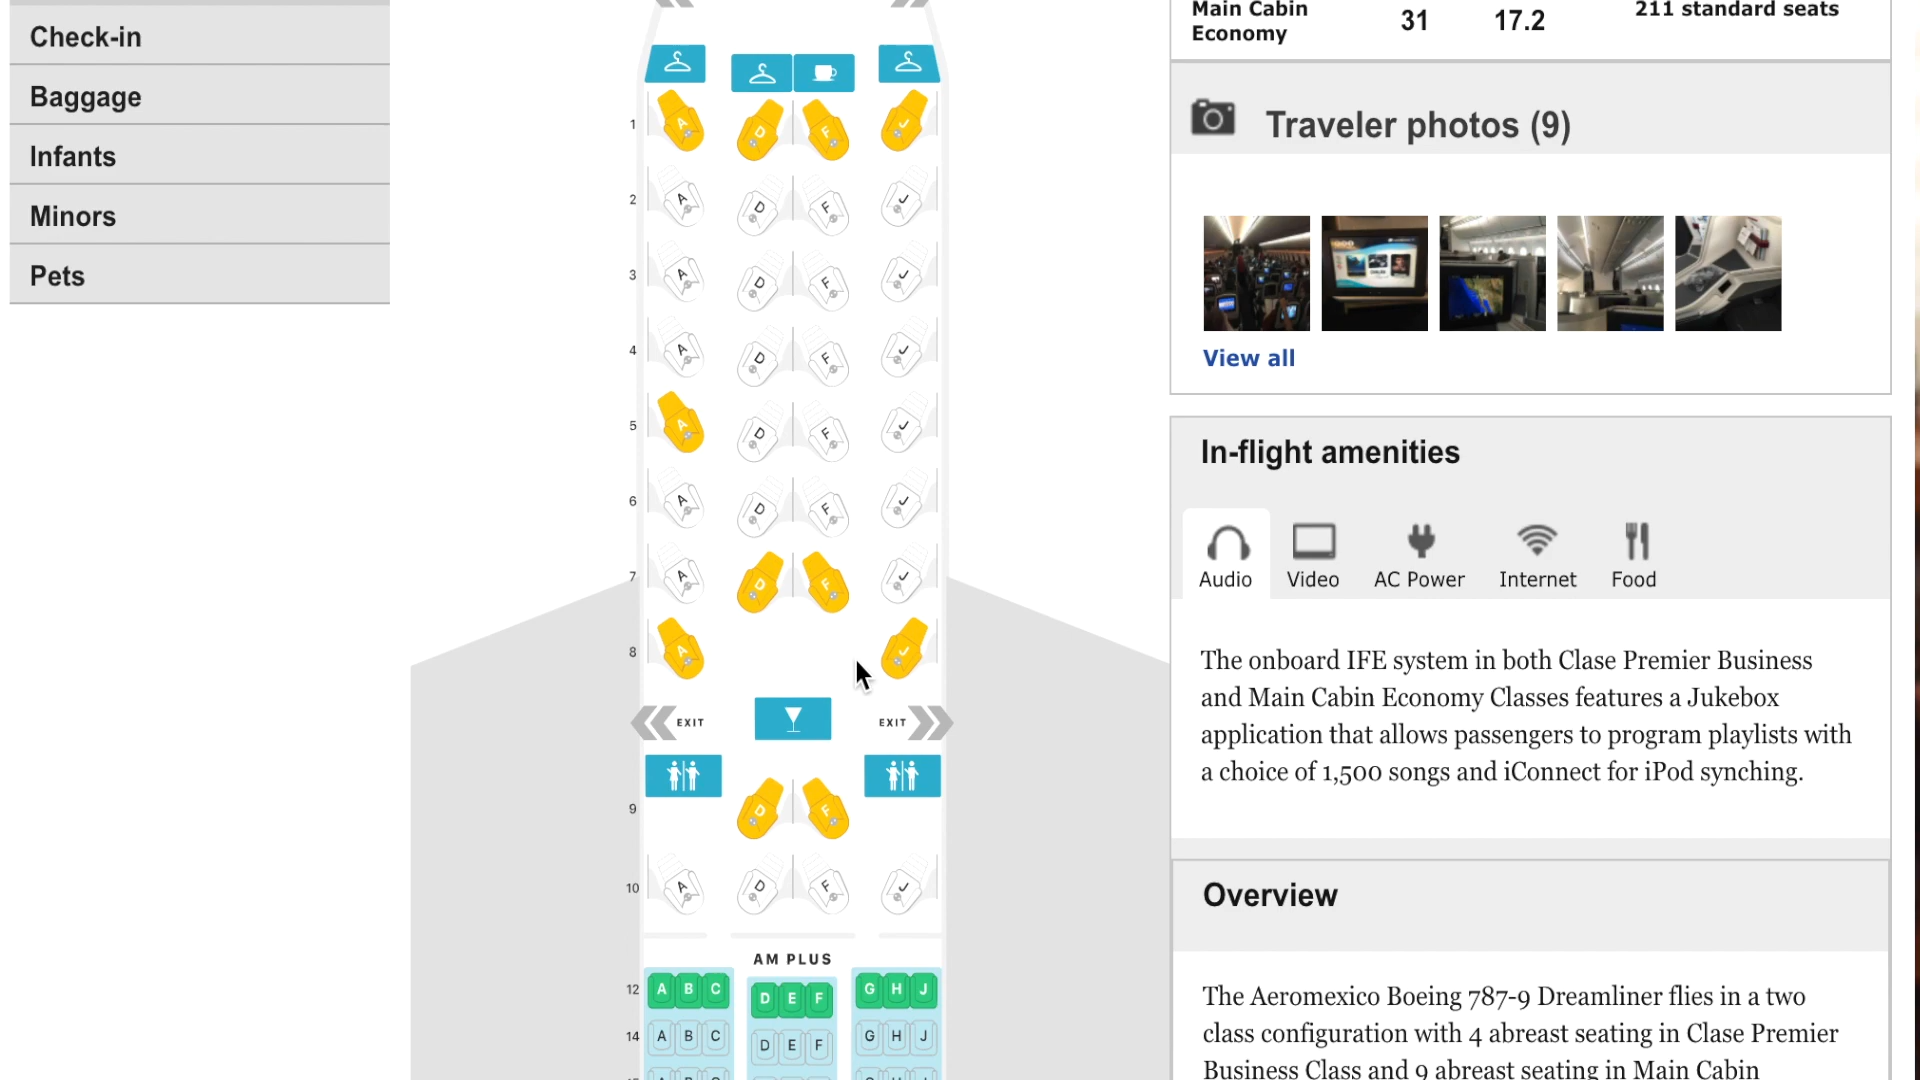 Check-in
Baggage
Infants
Minors
Pets
1 A D F J
2 A D F J
3 A D F J
4 A D F J
5 A D F J
6 A D F J
7 A D F J
8 A J
EXIT EXIT
9 D F
10 A D F J
AM PLUS
12 A B C D E F G H J
14 A B C D E F G H J
Main Cabin
Economy
31 17.2 211 standard seats
Traveler photos (9)
View all
In-flight amenities
Audio Video AC Power Internet Food
The onboard IFE system in both Clase Premier Business
and Main Cabin Economy Classes features a Jukebox
application that allows passengers to program playlists with
a choice of 1,500 songs and iConnect for iPod synching.
Overview
The Aeromexico Boeing 787-9 Dreamliner flies in a two
class configuration with 4 abreast seating in Clase Premier
Business Class and 9 abreast seating in Main Cabin